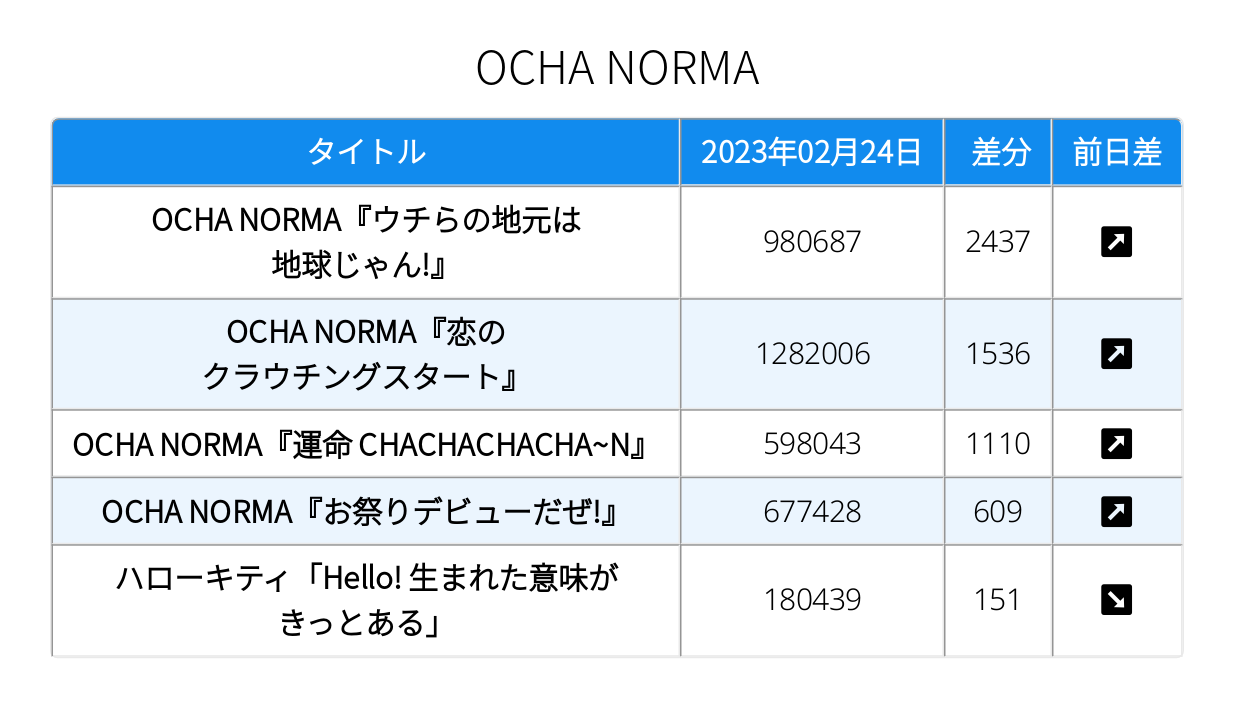 OCHA NORMA
タイトル 2023年02月24日 差分 前日差
OCHA NORMA『ウチらの地元は
地球じゃん!』
980687 2437
OCHA NORMA『恋の
クラウチングスタート』
1282006 1536
OCHA NORMA『運命 CHACHACHACHA~N』 598043 1110
OCHA NORMA『お祭りデビューだぜ!』 677428 609
ハローキティ「Hello! 生まれた意味が
きっとある」
180439 151